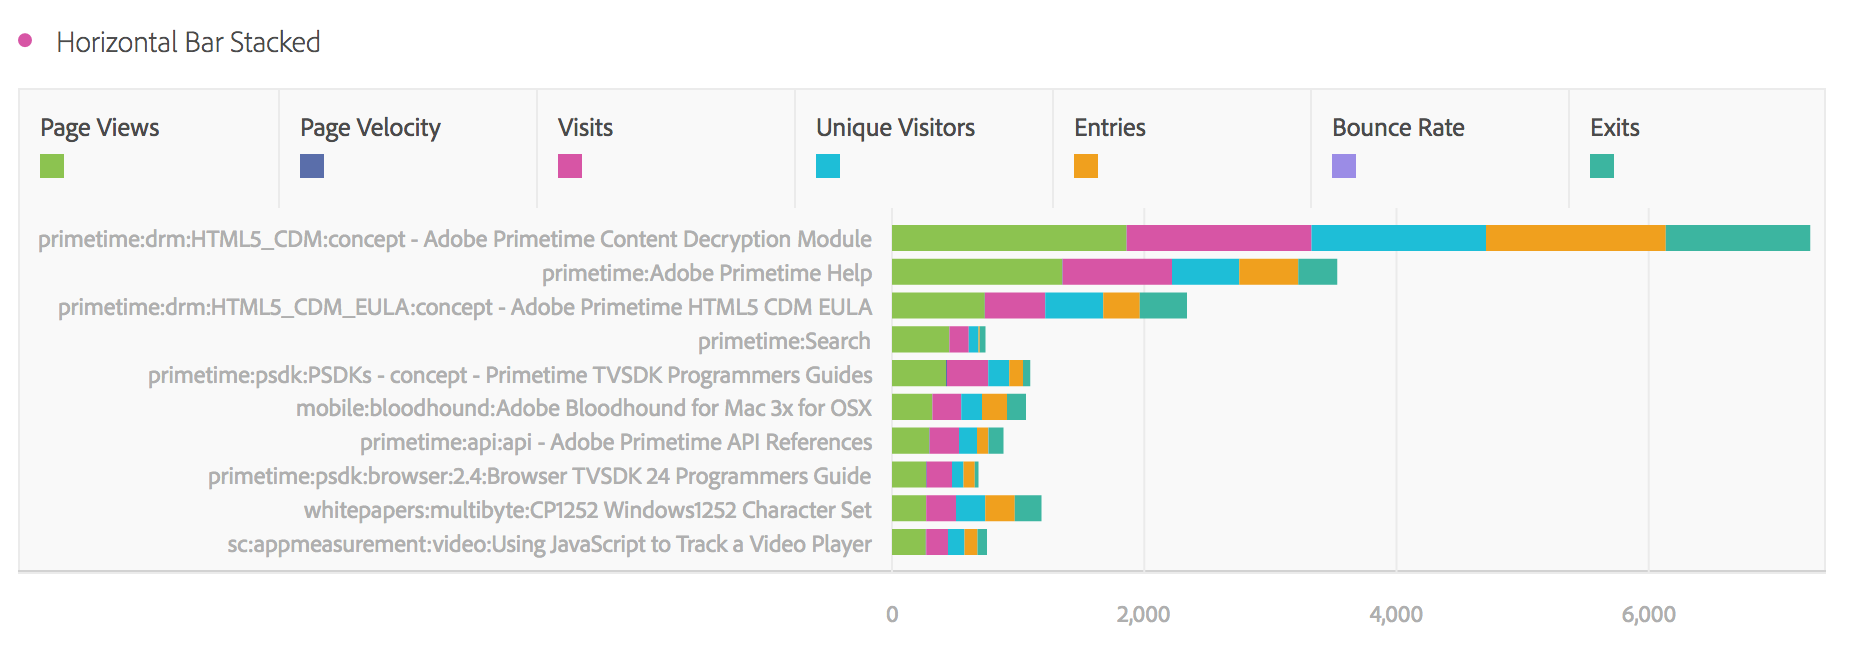 Horizontal Bar Stacked
Page Views
Page Velocity
Visits
Unique Visitors
Entries
Bounce Rate
Exits
primetime:drm:HTML5_CDM:concept - Adobe Primetime Content Decryption Module
primetime:Adobe Primetime Help
primetime:drm:HTML5_CDM_EULA:concept - Adobe Primetime HTML5 CDM EULA
primetime:Search
primetime:psdk:PSDKs - concept - Primetime TVSDK Programmers Guides
mobile:bloodhound:Adobe Bloodhound for Mac 3x for OSX
primetime:api:api - Adobe Primetime API References
primetime:psdk:browser:2.4:Browser TVSDK 24 Programmers Guide
whitepapers:multibyte:CP1252 Windows1252 Character Set
sc:appmeasurement:video:Using JavaScript to Track a Video Player
0
2,000
4,000
6,000